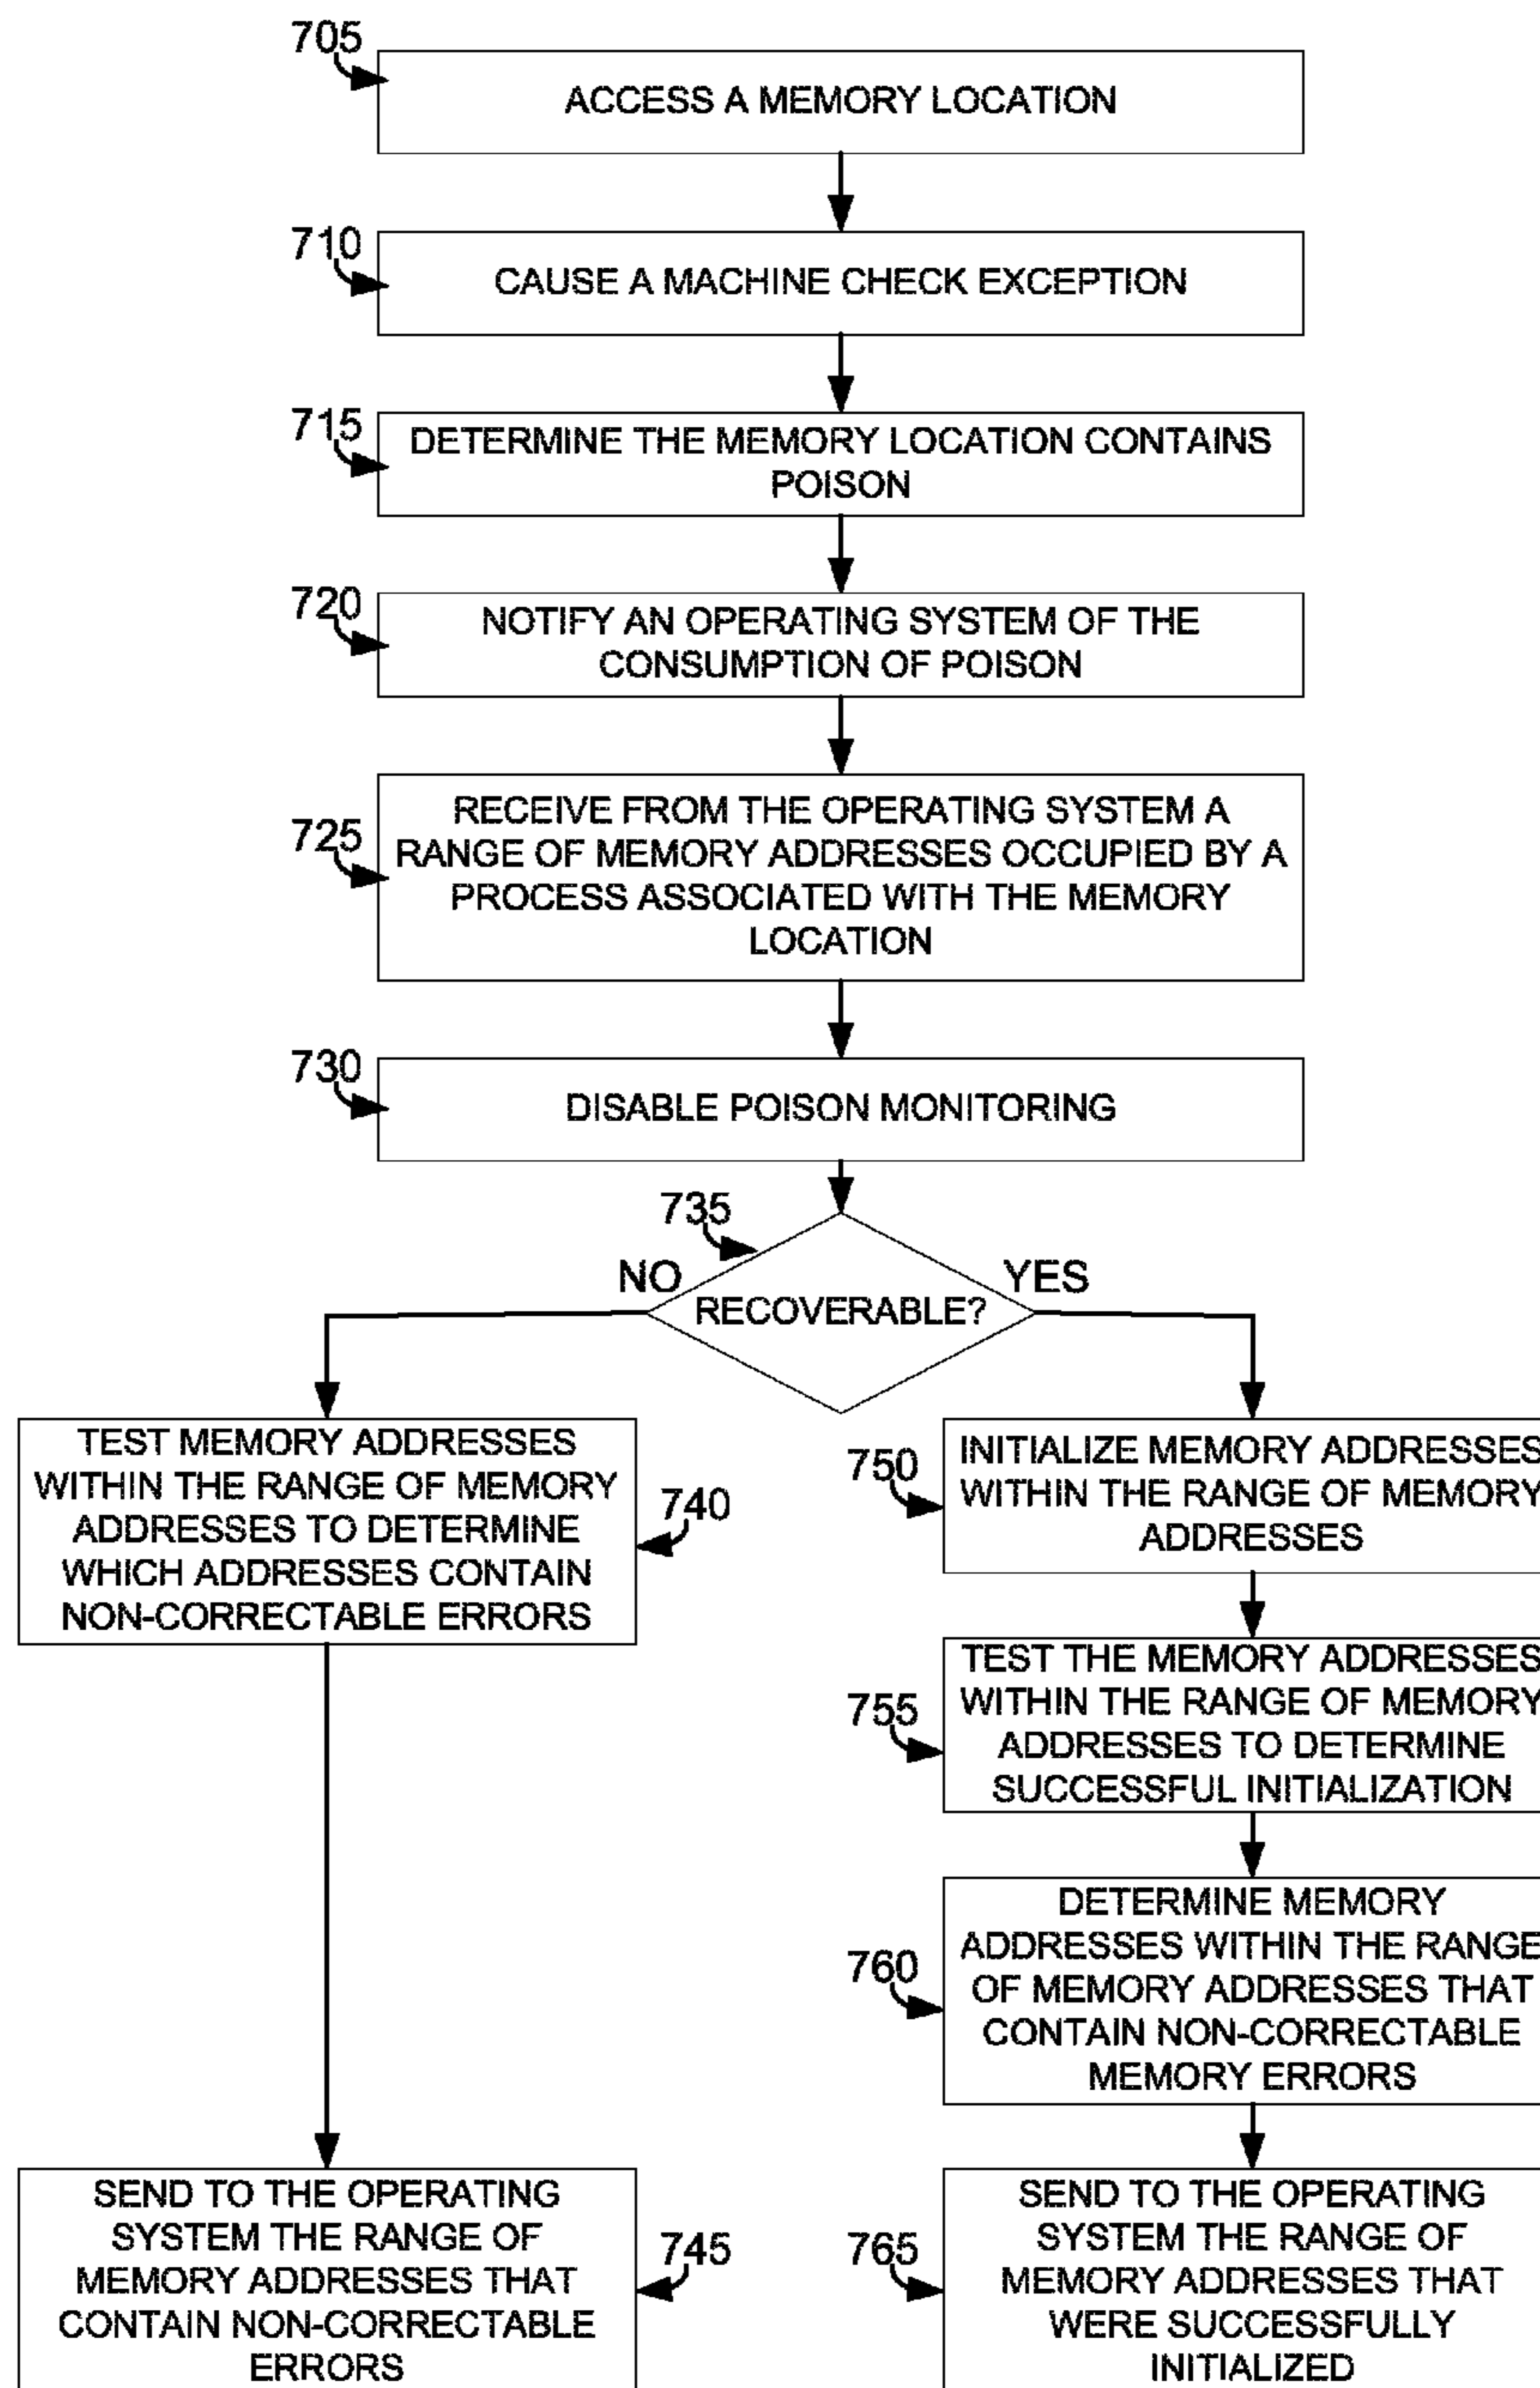 705
ACCESS A MEMORY LOCATION
710
CAUSE A MACHINE CHECK EXCEPTION
715
DETERMINE THE MEMORY LOCATION CONTAINS
POISON
720
NOTIFY AN OPERATING SYSTEM OF THE
CONSUMPTION OF POISON
725
RECEIVE FROM THE OPERATING SYSTEM A
RANGE OF MEMORY ADDRESSES OCCUPIED BY A
PROCESS ASSOCIATED WITH THE MEMORY
LOCATION
730
DISABLE POISON MONITORING
735
NO
YES
RECOVERABLE?
TEST MEMORY ADDRESSES
WITHIN THE RANGE OF MEMORY
ADDRESSES TO DETERMINE
WHICH ADDRESSES CONTAIN
NON-CORRECTABLE ERRORS
740
750
INITIALIZE MEMORY ADDRESSES
WITHIN THE RANGE OF MEMORY
ADDRESSES
755
TEST THE MEMORY ADDRESSES
WITHIN THE RANGE OF MEMORY
ADDRESSES TO DETERMINE
SUCCESSFUL INITIALIZATION
760
DETERMINE MEMORY
ADDRESSES WITHIN THE RANGE
OF MEMORY ADDRESSES THAT
CONTAIN NON-CORRECTABLE
MEMORY ERRORS
SEND TO THE OPERATING
SYSTEM THE RANGE OF
MEMORY ADDRESSES THAT
CONTAIN NON-CORRECTABLE
ERRORS
745
765
SEND TO THE OPERATING
SYSTEM THE RANGE OF
MEMORY ADDRESSES THAT
WERE SUCCESSFULLY
INITIALIZED